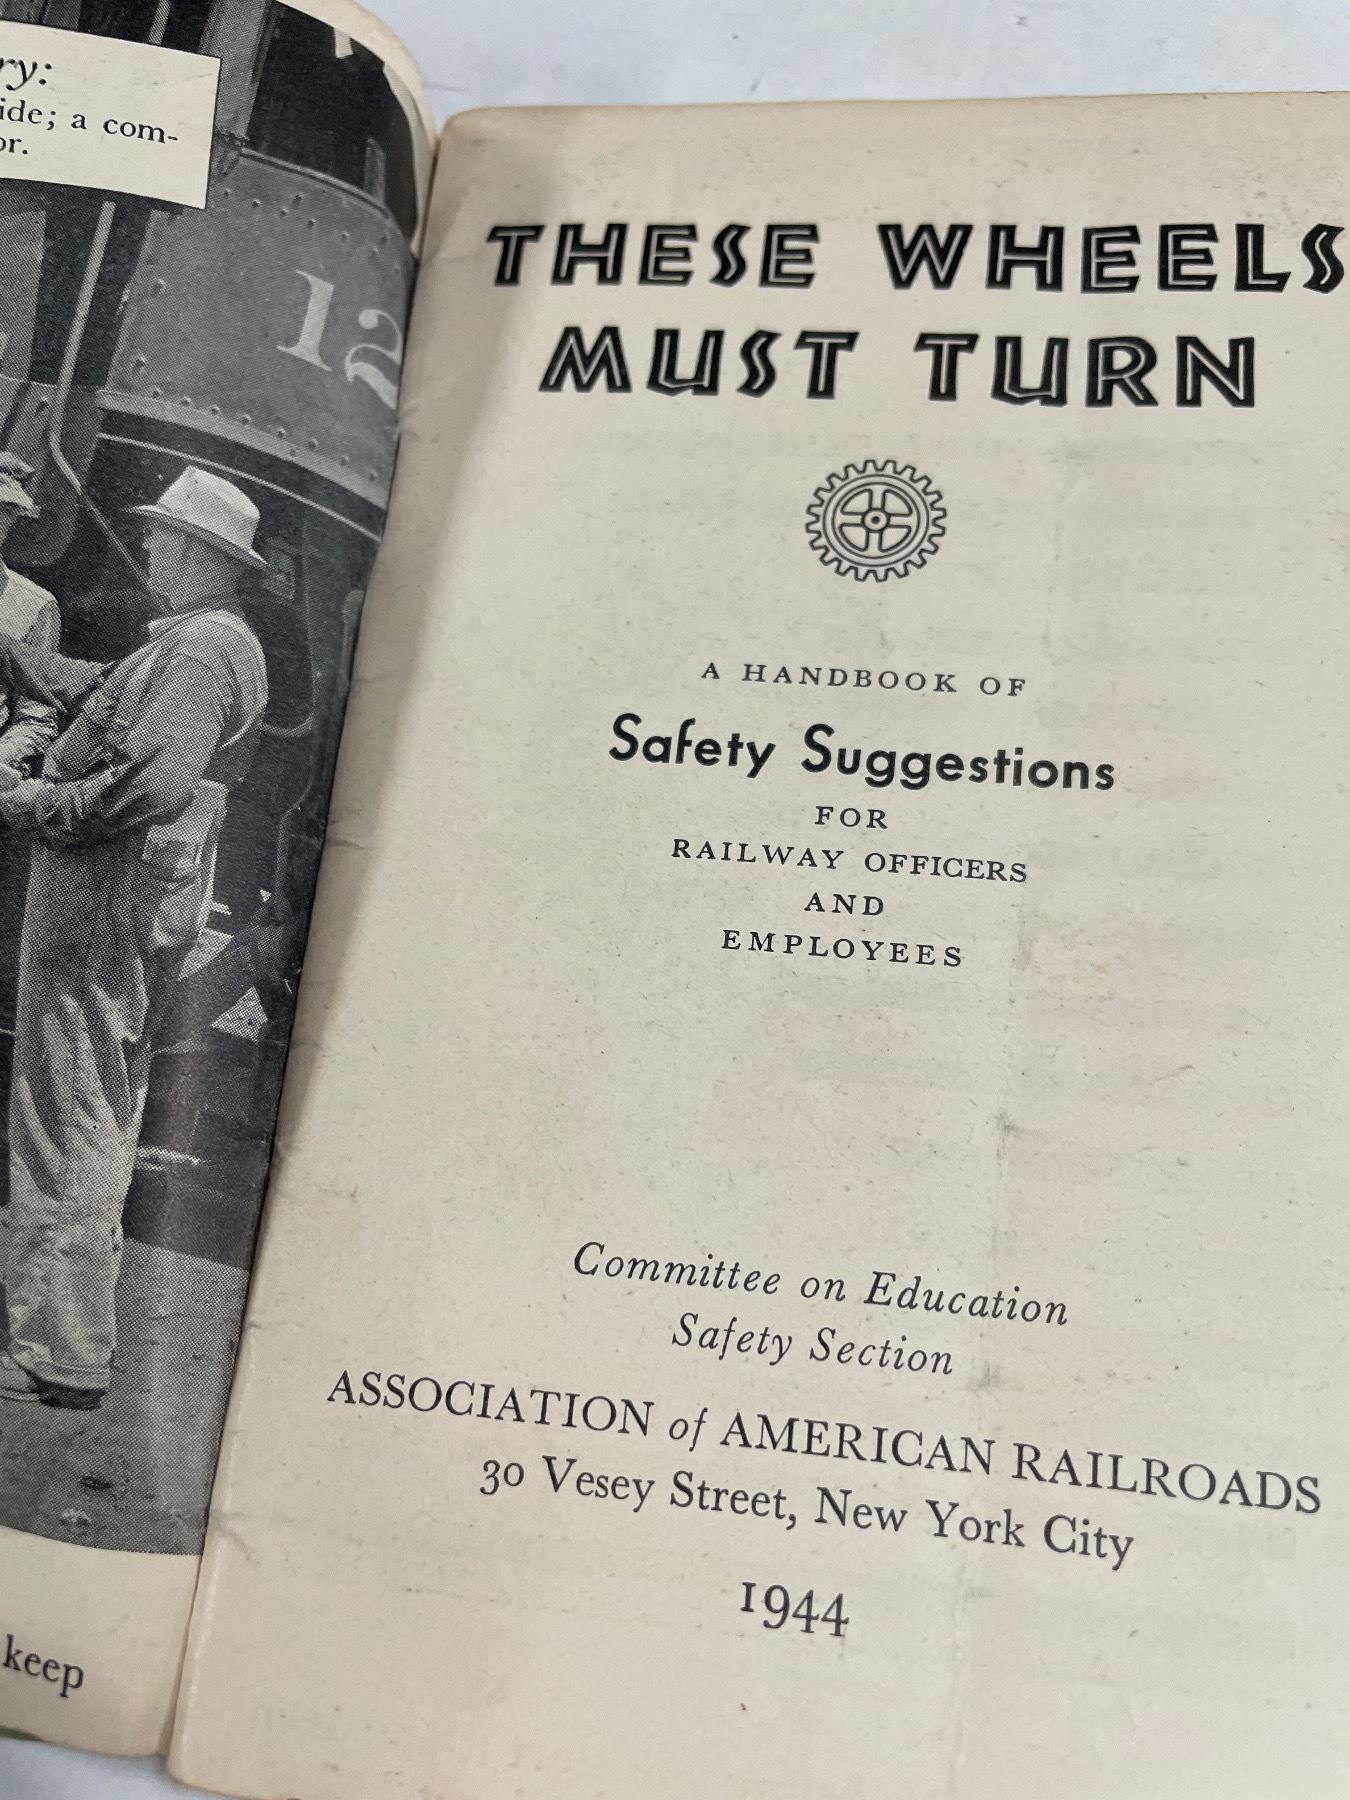 ry:
ide; a com-
or.
12
keep
THESE WHEELS
MUST TURN
A HANDBOOK OF
Safety Suggestions
FOR
RAILWAY OFFICERS
AND
EMPLOYEES
Committee on Education
Safety Section
ASSOCIATION of AMERICAN RAILROADS
30 Vesey Street, New York City
1944